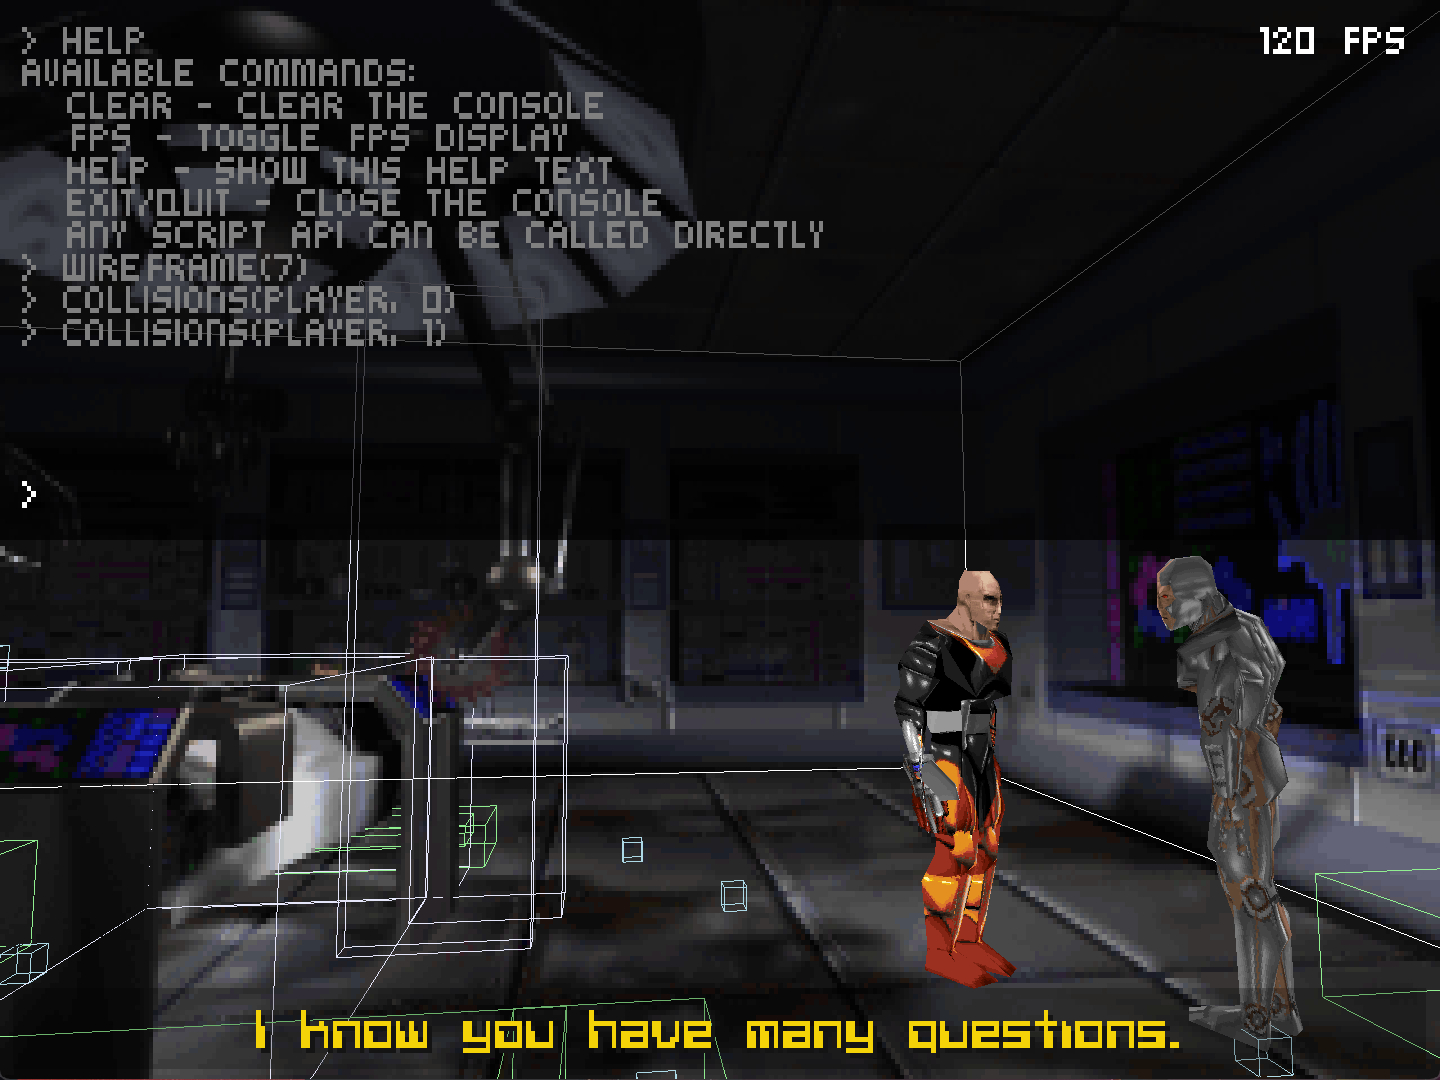 > HELP
120 FPS
AVAILABLE COMMANDS:
CLEAR - CLEAR THE CONSOLE
FPS - TOGGLE FPS DISPLAY
HELP - SHOW THIS HELP TEXT
EXIT/QUIT - CLOSE THE CONSOLE
ANY SCRIPT API CAN BE CALLED DIRECTLY
> WIREFRAME(7)
> COLLISIONS(PLAYER, 0)
> COLLISIONS(PLAYER, 1)
>
I know you have many questions.